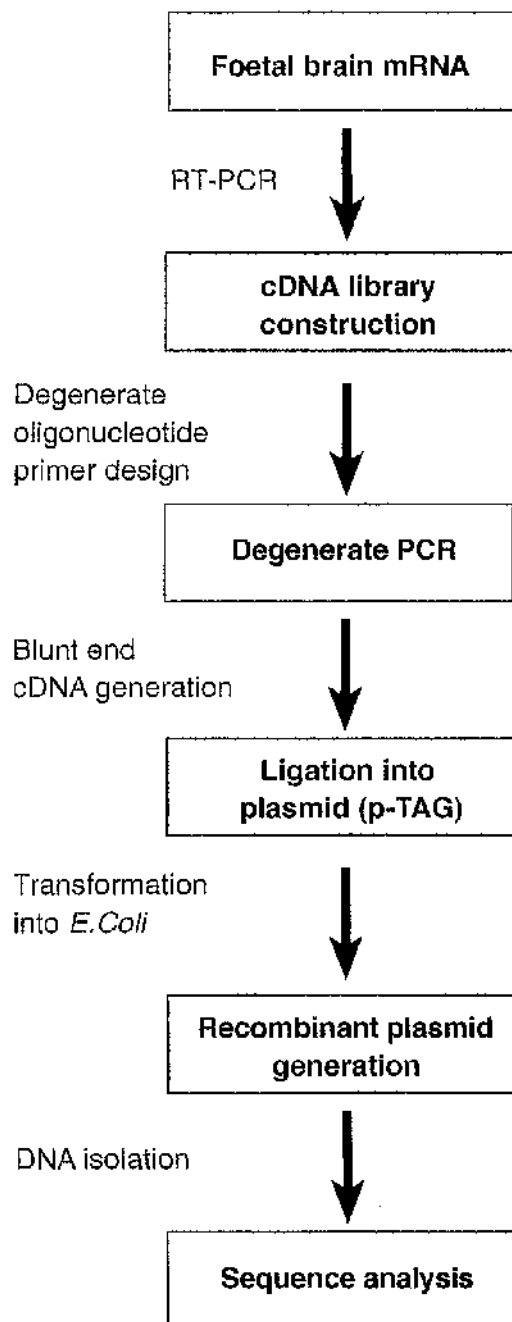 Foetal brain mRNA
RT-PCR
cDNA library
construction
Degenerate
oligonucleotide
primer design
Degenerate PCR
Blunt end
cDNA generation
Ligation into
plasmid (p-TAG)
Transformation
into E.Coli
Recombinant plasmid
generation
DNA isolation
Sequence analysis